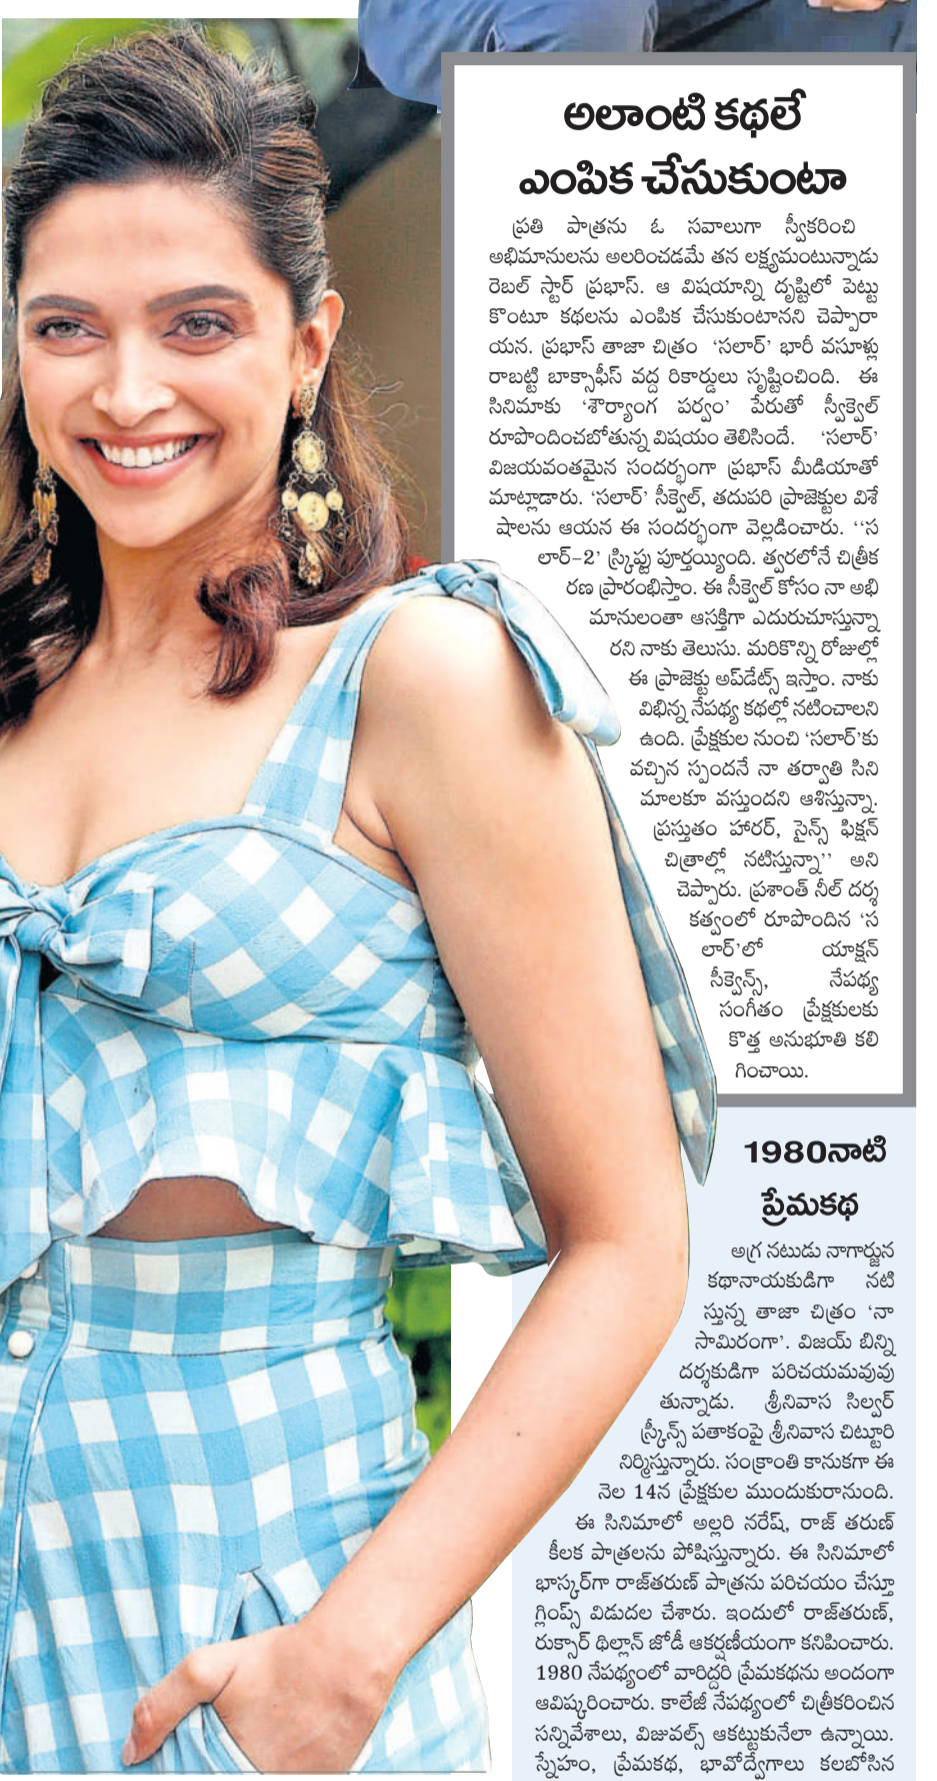 అలాంటి కథలే
ఎంపిక చేసుకుంటా
ప్రతి పాత్రను ఓ సవాలుగా స్వీకరించి
అభిమానులను అలరించడమే తన లక్ష్యమంటున్నాడు
రెబల్ స్టార్ ప్రభాస్. ఆ విషయాన్ని దృష్టిలో పెట్టు
కొంటూ కథలను ఎంపిక చేసుకుంటానని చెప్పారా
యన. ప్రభాస్ తాజా చిత్రం ‘సలార్’ భారీ వసూళ్లు
రాబట్టి బాక్సాఫీస్ వద్ద రికార్డులు సృష్టించింది. ఈ
సినిమాకు ‘శౌర్యాంగ పర్వం’ పేరుతో స్వీక్వెల్
రూపొందించబోతున్న విషయం తెలిసిందే. ‘సలార్’
విజయవంతమైన సందర్భంగా ప్రభాస్ మీడియాతో
మాట్లాడారు. ‘సలార్’ సీక్వెల్, తదుపరి ప్రాజెక్టుల విశే
షాలను ఆయన ఈ సందర్భంగా వెల్లడించారు. ‘‘స
లార్-2’ స్క్రిప్టు పూర్తయ్యింది. త్వరలోనే చిత్రీక
రణ ప్రారంభిస్తాం. ఈ సీక్వెల్ కోసం నా అభి
మానులంతా ఆసక్తిగా ఎదురుచూస్తున్నా
రని నాకు తెలుసు. మరికొన్ని రోజుల్లో
ఈ ప్రాజెక్టు అప్‌డేట్స్ ఇస్తాం. నాకు
విభిన్న నేపథ్య కథల్లో నటించాలని
ఉంది. ప్రేక్షకుల నుంచి ‘సలార్’కు
వచ్చిన స్పందనే నా తర్వాతి సిని
మాలకూ వస్తుందని ఆశిస్తున్నా.
ప్రస్తుతం హారర్, సైన్స్ ఫిక్షన్
చిత్రాల్లో నటిస్తున్నా’’ అని
చెప్పారు. ప్రశాంత్ నీల్ దర్శ
కత్వంలో రూపొందిన ‘స
లార్’లో యాక్షన్
సీక్వెన్స్, నేపథ్య
సంగీతం ప్రేక్షకులకు
కొత్త అనుభూతి కలి
గించాయి.
1980నాటి
ప్రేమకథ
అగ్ర నటుడు నాగార్జున
కథానాయకుడిగా నటి
స్తున్న తాజా చిత్రం ‘నా
సామిరంగా’. విజయ్ బిన్ని
దర్శకుడిగా పరిచయమవువు
తున్నాడు. శ్రీనివాస సిల్వర్
స్క్రీన్స్ పతాకంపై శ్రీనివాస చిట్టూరి
నిర్మిస్తున్నారు. సంక్రాంతి కానుకగా ఈ
నెల 14న ప్రేక్షకుల ముందుకురానుంది.
ఈ సినిమాలో అల్లరి నరేష్, రాజ్ తరుణ్
కీలక పాత్రలను పోషిస్తున్నారు. ఈ సినిమాలో
భాస్కర్‌గా రాజ్‌తరుణ్ పాత్రను పరిచయం చేస్తూ
గ్లింప్స్ విడుదల చేశారు. ఇందులో రాజ్‌తరుణ్,
రుక్సార్ థిల్లాన్ జోడీ ఆకర్షణీయంగా కనిపించారు.
1980 నేపథ్యంలో వారిద్దరి ప్రేమకథను అందంగా
ఆవిష్కరించారు. కాలేజీ నేపథ్యంలో చిత్రీకరించిన
సన్నివేశాలు, విజువల్స్ ఆకట్టుకునేలా ఉన్నాయి.
స్నేహం, ప్రేమకథ, భావోద్వేగాలు కలబోసిన